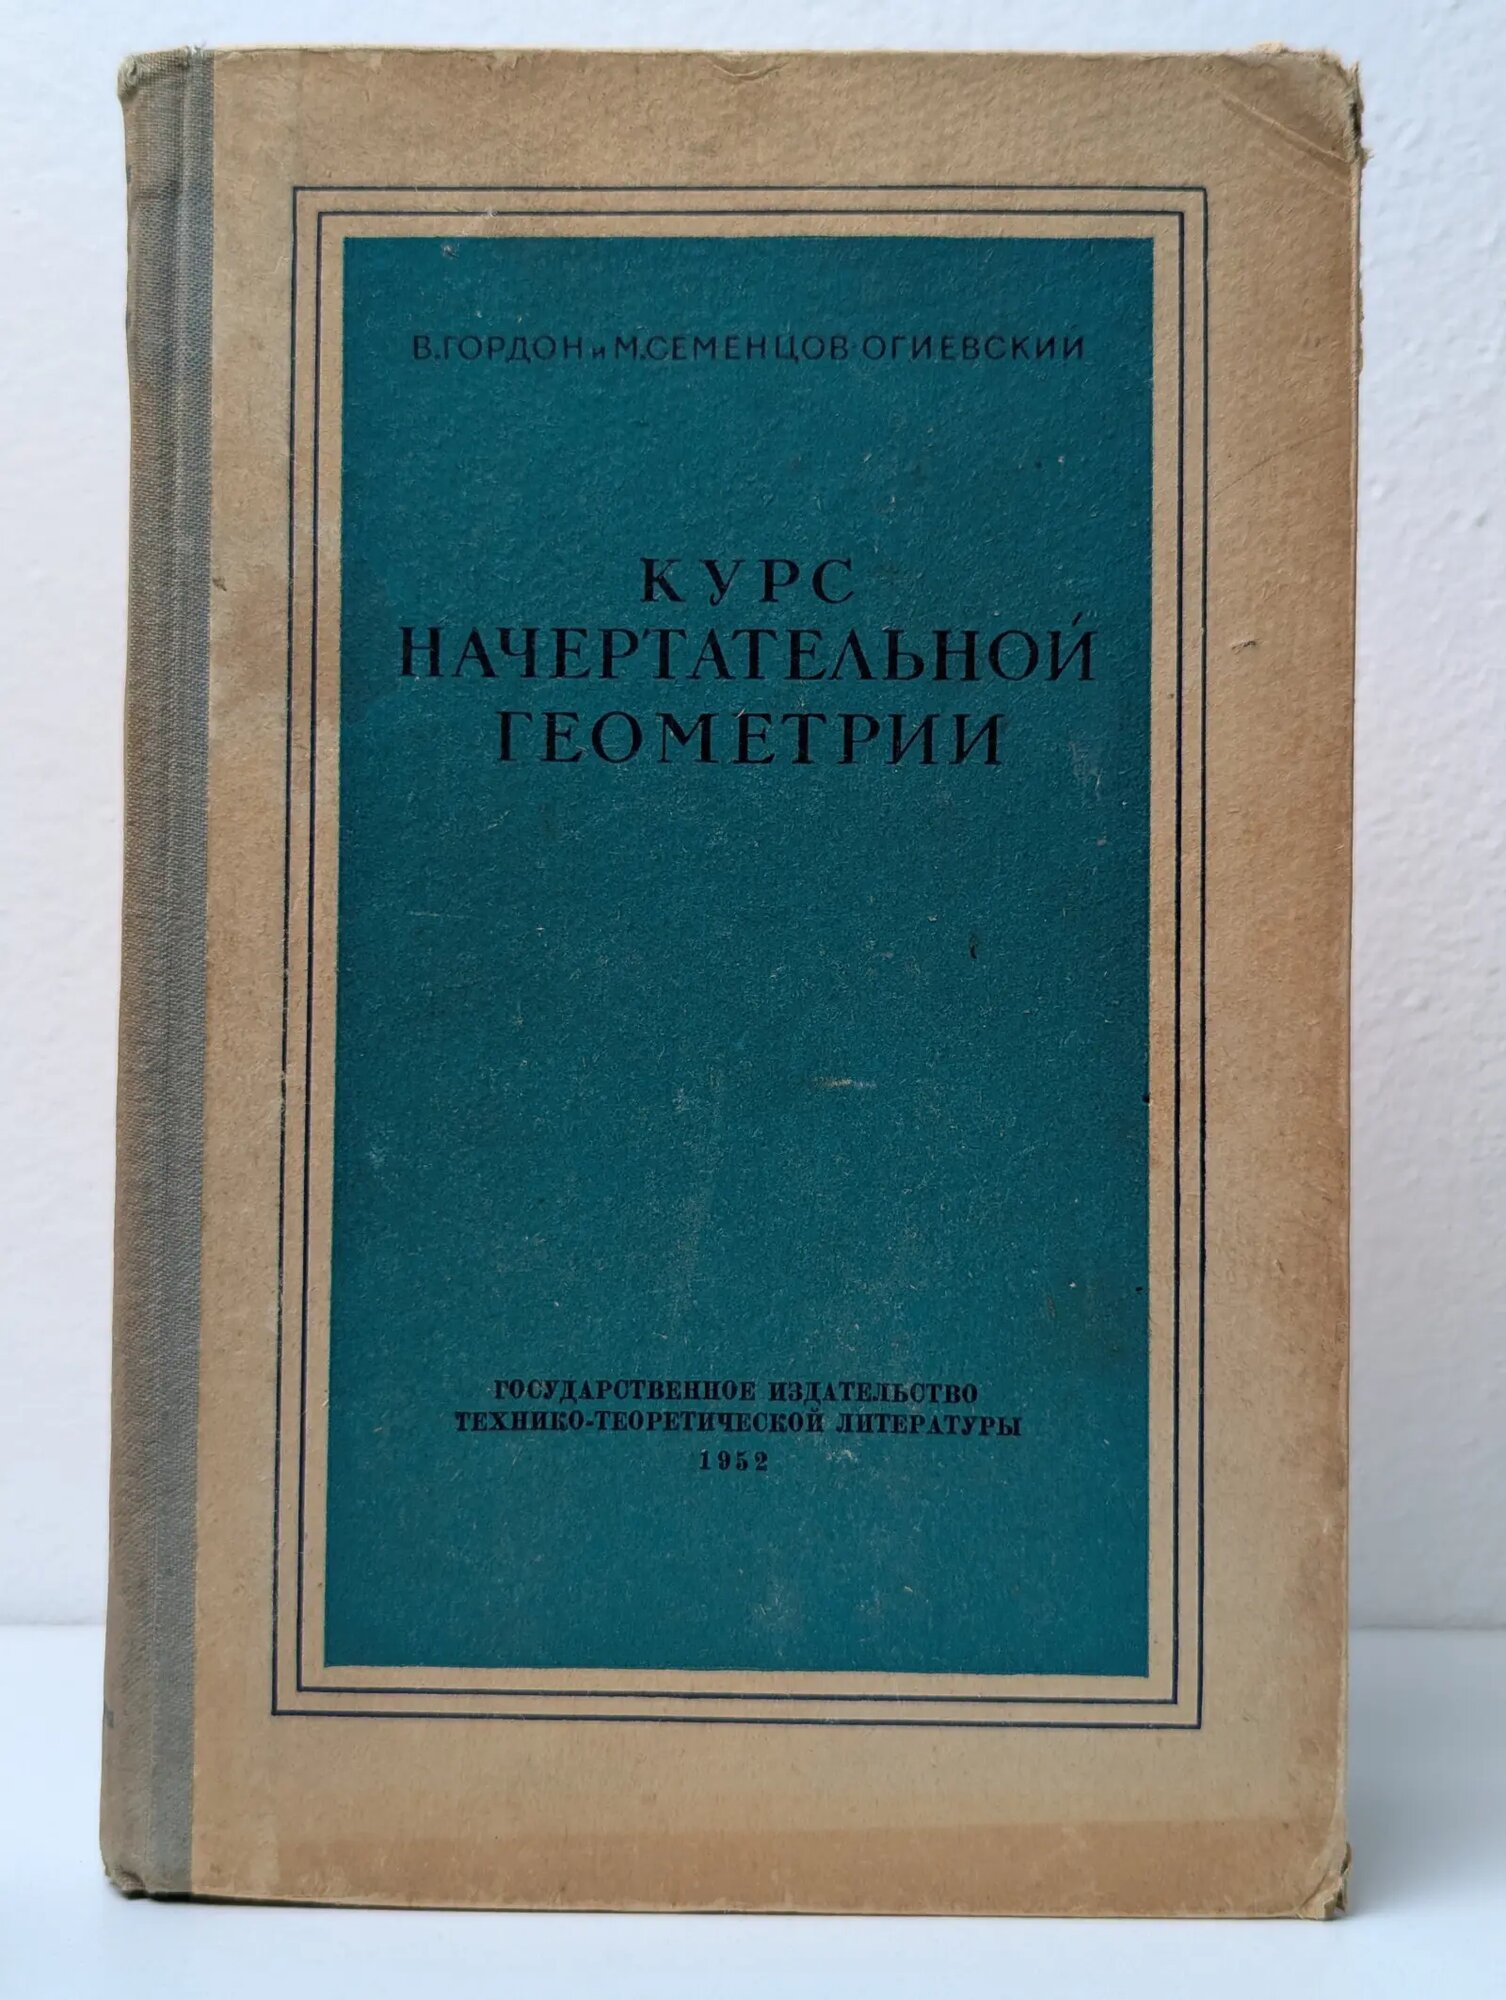 В. ГОРДОН и М. СЕМЕНЦОВ-ОГИЕВСКИЙ
КУРС
НАЧЕРТАТЕЛЬНОЙ
ГЕОМЕТРИИ
ГОСУДАРСТВЕННОЕ ИЗДАТЕЛЬСТВО
ТЕХНИКО-ТЕОРЕТИЧЕСКОЙ ЛИТЕРАТУРЫ
1952